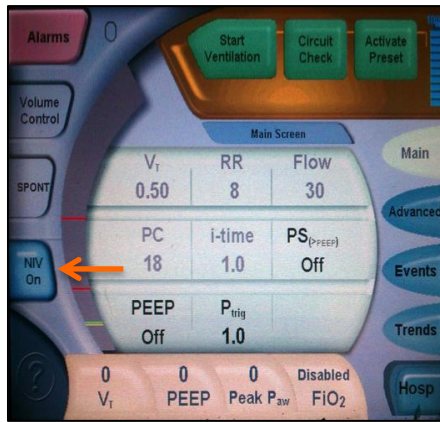 Alarms
0
Start
Ventilation
Circuit
Check
Activate
Preset
Volume
Control
Main Screen
Main
VT RR Flow
0.50 8 30
SPONT
Advanced
PC i-time PS(>PEEP)
18 1.0 Off
NIV
On
Events
PEEP Ptrig
Off 1.0
Trends
0 0 0 Disabled
VT PEEP Peak Paw FiO2
Hosp
?